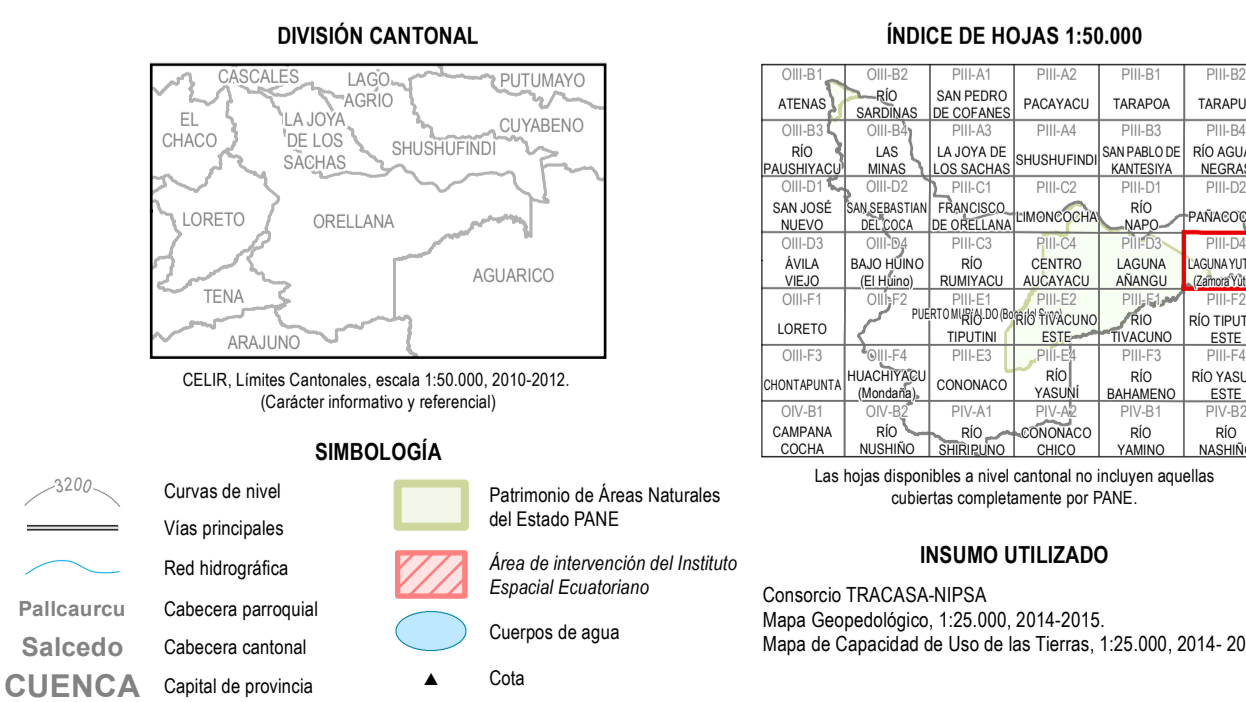 DIVISIÓN CANTONAL
CASCALES
LAGO
AGRIO
PUTUMAYO
EL
CHACO
LA JOYA
DE LOS
SACHAS
CUYABENO
SHUSHUFINDI
LORETO
ORELLANA
AGUARICO
TENA
ARAJUNO
CELIR, Límites Cantonales, escala 1:50.000, 2010-2012.
(Carácter informativo y referencial)
SIMBOLOGÍA
3200
Curvas de nivel
Vías principales
Red hidrográfica
Pallcaurcu Cabecera parroquial
Salcedo Cabecera cantonal
CUENCA Capital de provincia
Patrimonio de Áreas Naturales
del Estado PANE
Área de intervención del Instituto
Espacial Ecuatoriano
Cuerpos de agua
Cota
ÍNDICE DE HOJAS 1:50.000
OIII-B1 OIII-B2 PIII-A1 PIII-A2 PIII-B1 PIII-B2
ATENAS RÍO SAN PEDRO PACAYACU TARAPOA
SARDINAS DE COFANES
OIII-B3 OIII-B4 PIII-A3 PIII-A4 PIII-B3 PIII-B4
RÍO LAS LA JOYA DE SHUSHUFINDI SAN PABLO DE RÍO
PAUSHIYACU MINAS LOS SACHAS KANTESIYA
OIII-D1 OIII-D2 PIII-C1 PIII-C2 PIII-D1 PIII-D2
SAN JOSÉ SAN SEBASTIAN FRANCISCO LIMONCOCHA RÍO
NUEVO DEL COCA DE ORELLANA NAPO
OIII-D3 OIII-D4 PIII-C3 PIII-C4 PIII-D3 PIII-D4
ÁVILA BAJO HUINO RÍO CENTRO LAGUNA LAGUNA
VIEJO (El Húino) RUMIYACU AUCAYACU AÑANGU
OIII-F1 OIII-F2 PIII-E1 PIII-E2 PIII-F1 PIII-F2
LORETO PUERTO MURIALDO RÍO RÍO TIVACUNO RÍO RÍO
TIPUTINI ESTE TIVACUNO ESTE
OIII-F3 OIII-F4 PIII-E3 PIII-E4 PIII-F3 PIII-F4
CHONTAPUNTA HUACHIYACU CONONACO RÍO RÍO RÍO
(Mondaña) YASUNÍ BAHAMENO ESTE
OIV-B1 OIV-B2 PIV-A1 PIV-A2 PIV-B1 PIV-B2
CAMPANA RÍO RÍO CONONACO RÍO RÍO
COCHA NUSHIÑO SHIRIPUNO CHICO YAMINO
Las hojas disponibles a nivel cantonal no incluyen aquellas
cubiertas completamente por PANE.
INSUMO UTILIZADO
Consorcio TRACASA-NIPSA
Mapa Geopedológico, 1:25.000, 2014-2015.
Mapa de Capacidad de Uso de las Tierras, 1:25.000, 2014- 20